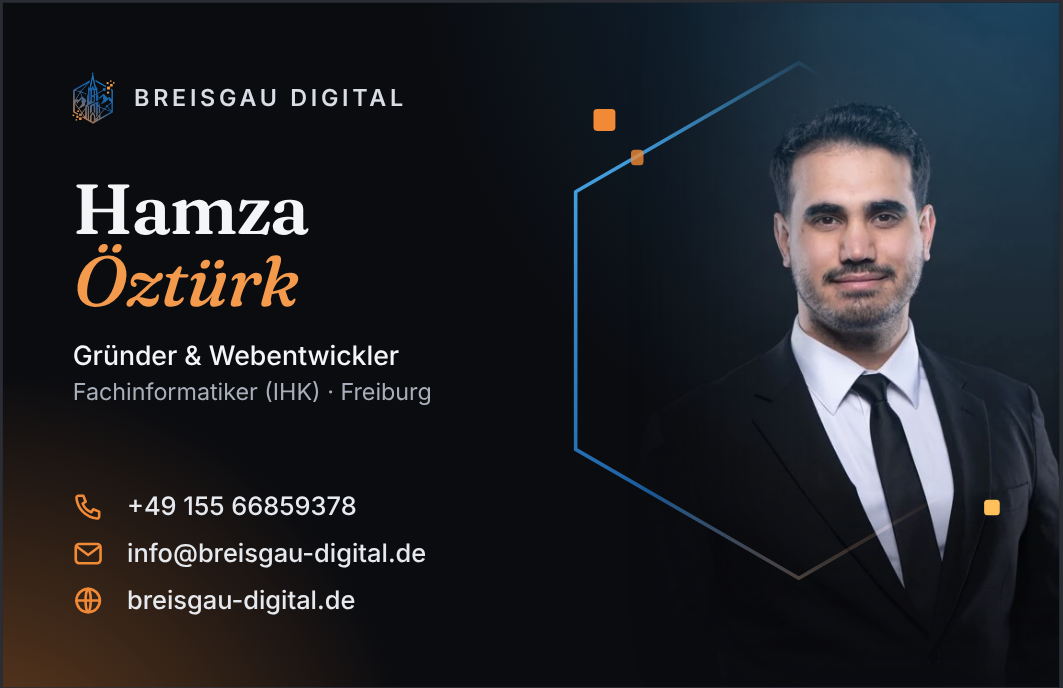 BREISGAU DIGITAL
Hamza
Öztürk
Gründer & Webentwickler
Fachinformatiker (IHK) · Freiburg
+49 155 66859378
info@breisgau-digital.de
breisgau-digital.de